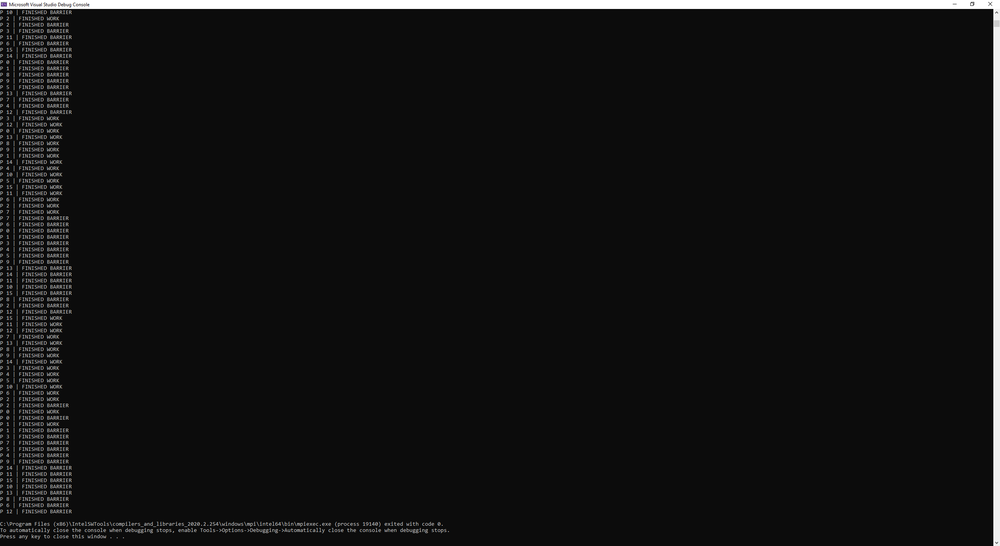 Microsoft Visual Studio Debug Console
P 10 | FINISHED BARRIER
P 2 | FINISHED WORK
P 2 | FINISHED BARRIER
P 3 | FINISHED BARRIER
P 11 | FINISHED BARRIER
P 6 | FINISHED BARRIER
P 15 | FINISHED BARRIER
P 14 | FINISHED BARRIER
P 0 | FINISHED BARRIER
P 1 | FINISHED BARRIER
P 8 | FINISHED BARRIER
P 9 | FINISHED BARRIER
P 5 | FINISHED BARRIER
P 13 | FINISHED BARRIER
P 7 | FINISHED BARRIER
P 4 | FINISHED BARRIER
P 12 | FINISHED BARRIER
P 3 | FINISHED WORK
P 12 | FINISHED WORK
P 0 | FINISHED WORK
P 13 | FINISHED WORK
P 8 | FINISHED WORK
P 9 | FINISHED WORK
P 1 | FINISHED WORK
P 14 | FINISHED WORK
P 4 | FINISHED WORK
P 10 | FINISHED WORK
P 5 | FINISHED WORK
P 15 | FINISHED WORK
P 11 | FINISHED WORK
P 6 | FINISHED WORK
P 2 | FINISHED WORK
P 7 | FINISHED WORK
P 7 | FINISHED BARRIER
P 6 | FINISHED BARRIER
P 0 | FINISHED BARRIER
P 1 | FINISHED BARRIER
P 3 | FINISHED BARRIER
P 4 | FINISHED BARRIER
P 5 | FINISHED BARRIER
P 9 | FINISHED BARRIER
P 13 | FINISHED BARRIER
P 14 | FINISHED BARRIER
P 11 | FINISHED BARRIER
P 10 | FINISHED BARRIER
P 15 | FINISHED BARRIER
P 8 | FINISHED BARRIER
P 2 | FINISHED BARRIER
P 12 | FINISHED BARRIER
P 15 | FINISHED WORK
P 11 | FINISHED WORK
P 12 | FINISHED WORK
P 7 | FINISHED WORK
P 13 | FINISHED WORK
P 8 | FINISHED WORK
P 9 | FINISHED WORK
P 14 | FINISHED WORK
P 3 | FINISHED WORK
P 4 | FINISHED WORK
P 5 | FINISHED WORK
P 10 | FINISHED WORK
P 6 | FINISHED WORK
P 2 | FINISHED WORK
P 2 | FINISHED BARRIER
P 0 | FINISHED WORK
P 0 | FINISHED BARRIER
P 1 | FINISHED WORK
P 1 | FINISHED BARRIER
P 3 | FINISHED BARRIER
P 7 | FINISHED BARRIER
P 5 | FINISHED BARRIER
P 4 | FINISHED BARRIER
P 9 | FINISHED BARRIER
P 14 | FINISHED BARRIER
P 11 | FINISHED BARRIER
P 15 | FINISHED BARRIER
P 10 | FINISHED BARRIER
P 13 | FINISHED BARRIER
P 8 | FINISHED BARRIER
P 6 | FINISHED BARRIER
P 12 | FINISHED BARRIER
C:\Program Files (x86)\IntelSWTools\compilers_and_libraries_2020.2.254\windows\mpi\intel64\bin\mpiexec.exe (process 19140) exited with code 0.
To automatically close the console when debugging stops, enable Tools->Options->Debugging->Automatically close the console when debugging stops.
Press any key to close this window . . .